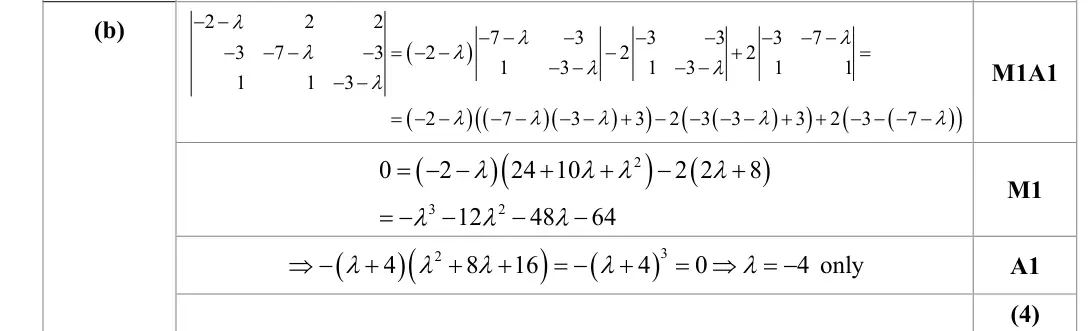 (b)
|−2−λ 2 2; −3 −7−λ −3; 1 1 −3−λ| = (−2−λ)|−7−λ −3; 1 −3−λ| −2|−3 −3; 1 −3−λ| +2|−3 −7−λ; 1 1| =
M1A1
= (−2−λ)((−7−λ)(−3−λ)+3)−2(−3(−3−λ)+3)+2(−3−(−7−λ))
0 = (−2−λ)(24+10λ+λ²)−2(2λ+8)
M1
= −λ³−12λ²−48λ−64
⇒ −(λ+4)(λ²+8λ+16) = −(λ+4)³ = 0 ⇒ λ = −4 only
A1
(4)